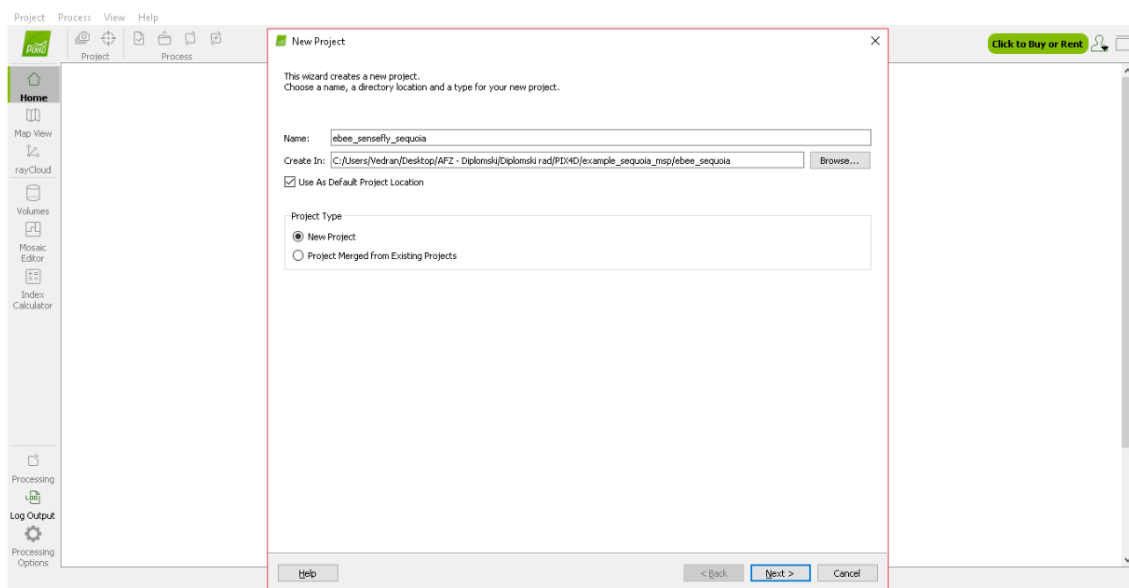 Project Process View Help
Pix4D
Project
Process
New Project
Click to Buy or Rent
This wizard creates a new project.
Choose a name, a directory location and a type for your new project.
Name: ebee_sensefly_sequoia
Create In: C:/Users/Vedran/Desktop/AFZ - Diplomski/Diplomski rad/PIX4D/example_sequoia_msp/ebee_sequoia Browse...
Use As Default Project Location
Project Type
New Project
Project Merged from Existing Projects
Home
Map View
rayCloud
Volumes
Mosaic
Editor
Index
Calculator
Processing
LOG
Log Output
Processing
Options
Help < Back Next > Cancel